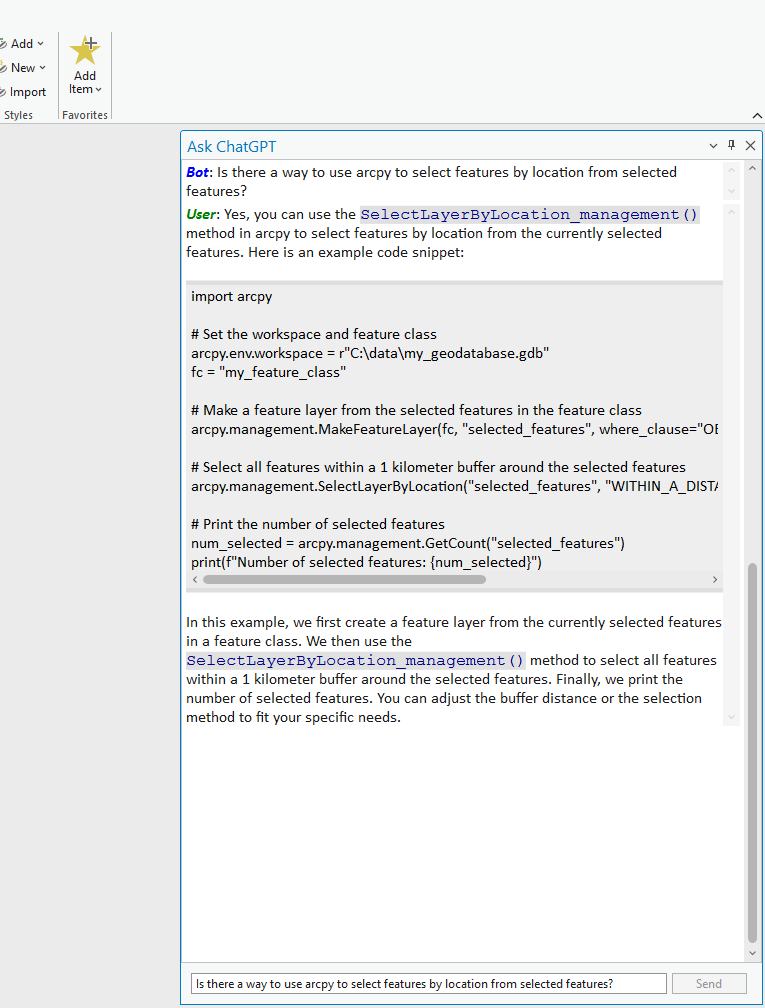 Add
New
Import
Styles
Add
Item
Favorites
Ask ChatGPT
Bot: Is there a way to use arcpy to select features by location from selected
features?
User: Yes, you can use the SelectLayerByLocation_management()
method in arcpy to select features by location from the currently selected
features. Here is an example code snippet:
import arcpy
# Set the workspace and feature class
arcpy.env.workspace = r"C:\data\my_geodatabase.gdb"
fc = "my_feature_class"
# Make a feature layer from the selected features in the feature class
arcpy.management.MakeFeatureLayer(fc, "selected_features", where_clause="OB
# Select all features within a 1 kilometer buffer around the selected features
arcpy.management.SelectLayerByLocation("selected_features", "WITHIN_A_DISTA
# Print the number of selected features
num_selected = arcpy.management.GetCount("selected_features")
print(f"Number of selected features: {num_selected}")
In this example, we first create a feature layer from the currently selected features
in a feature class. We then use the
SelectLayerByLocation_management() method to select all features
within a 1 kilometer buffer around the selected features. Finally, we print the
number of selected features. You can adjust the buffer distance or the selection
method to fit your specific needs.
Is there a way to use arcpy to select features by location from selected features?
Send